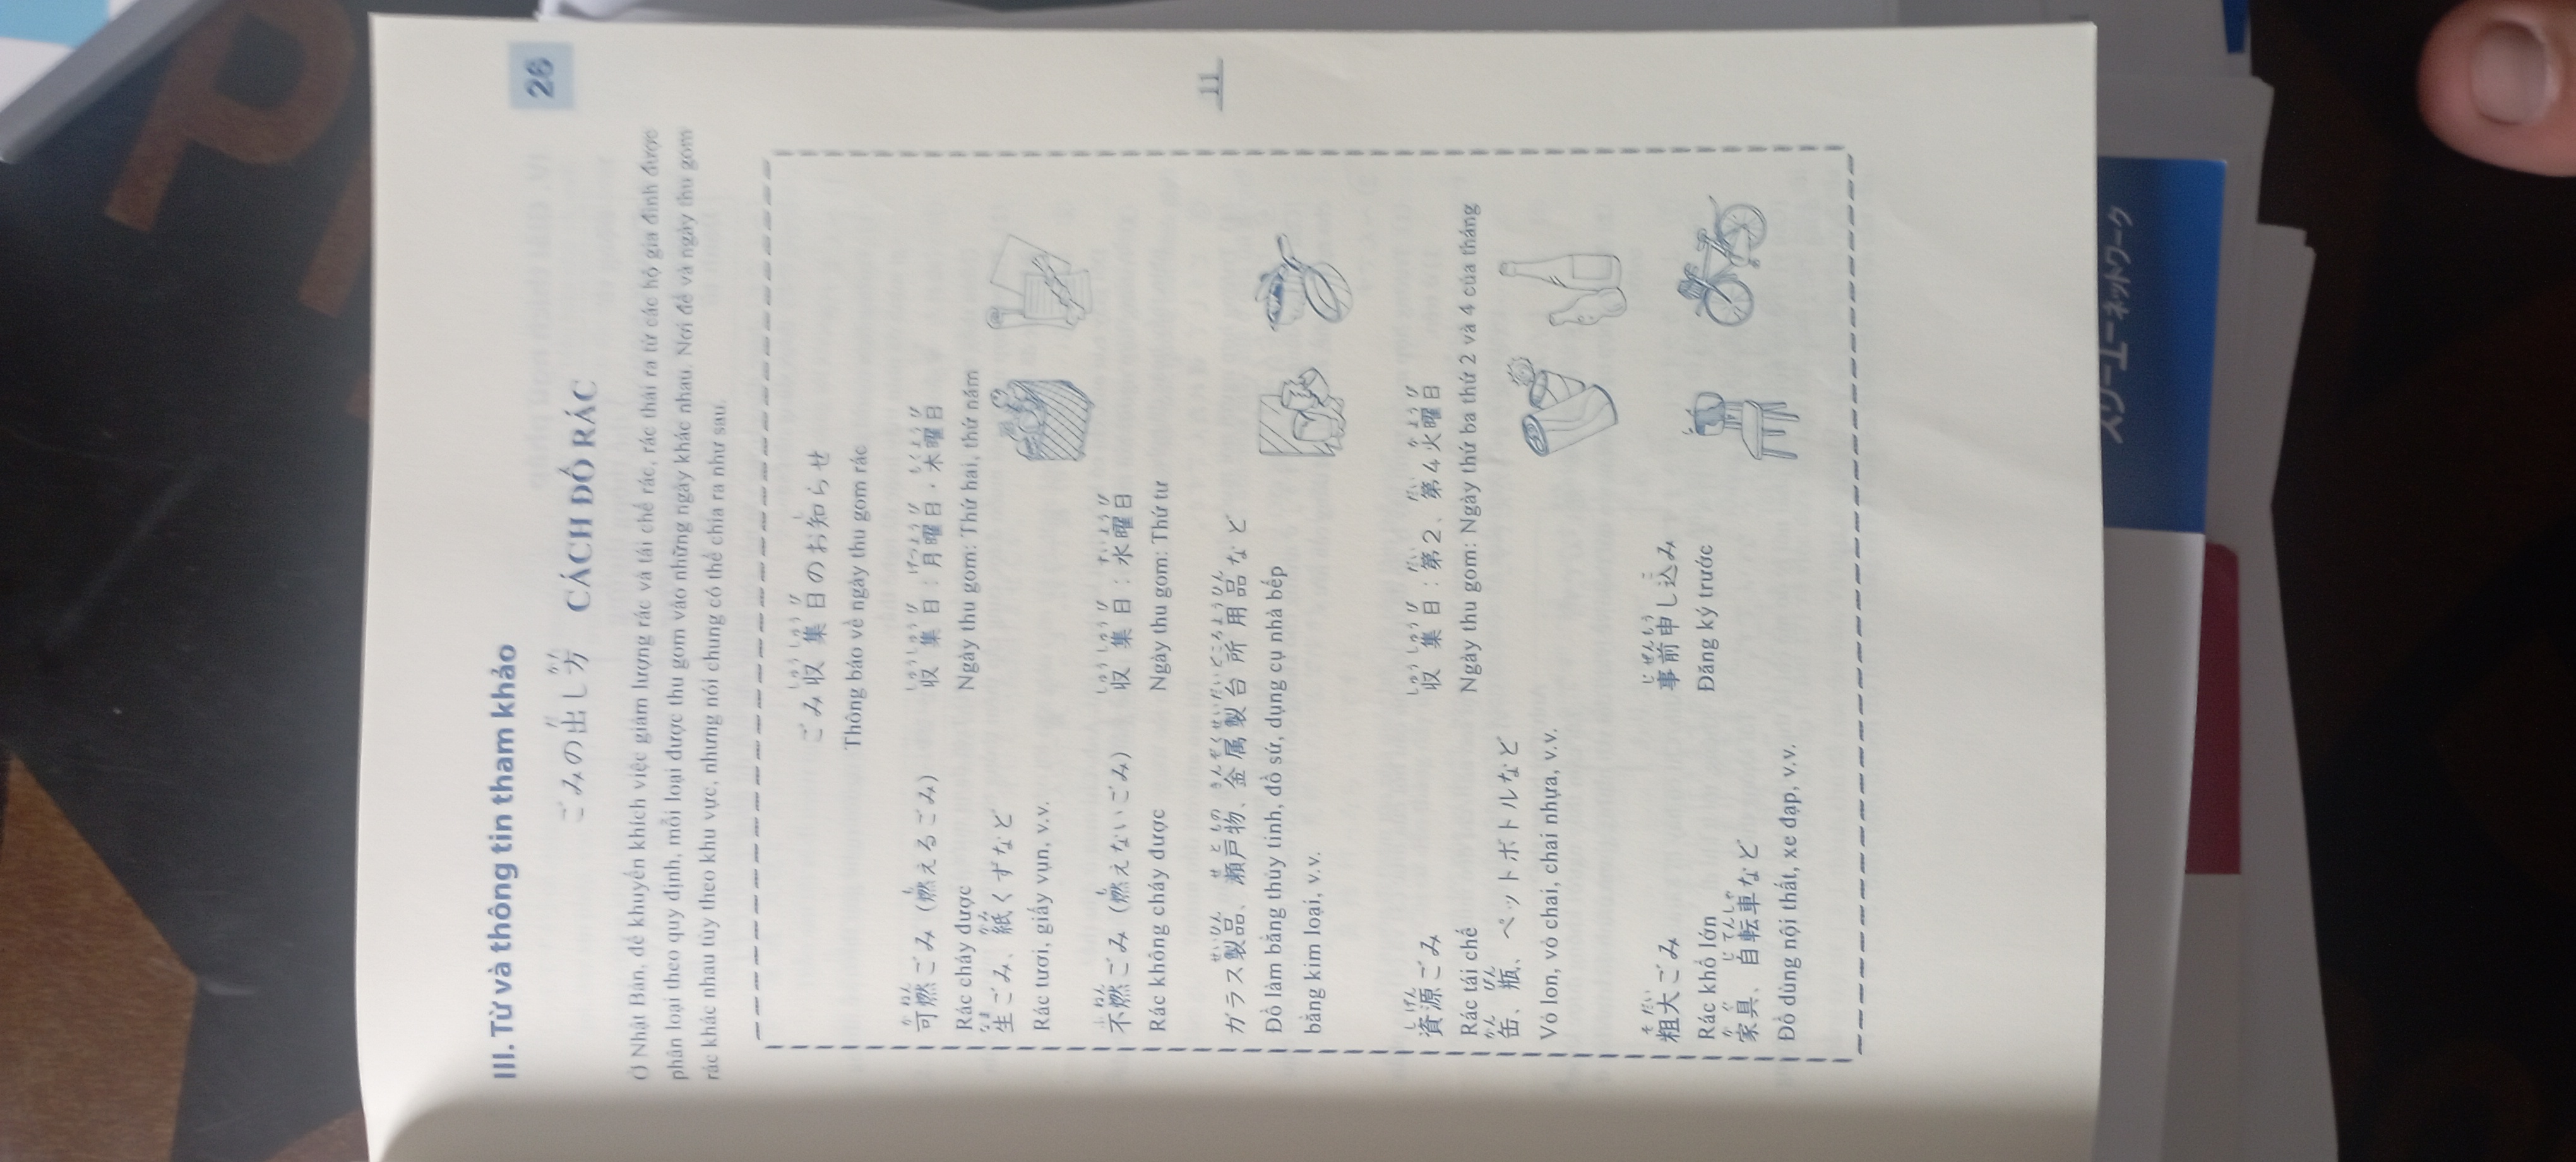 III. Từ và thông tin tham khảo
26
ごみの出し方 CÁCH ĐỔ RÁC
Ở Nhật Bản, để khuyến khích việc giảm lượng rác và tái chế rác, rác thải ra từ các hộ gia đình được
phân loại theo quy định, mỗi loại được thu gom vào những ngày khác nhau. Nơi để và ngày thu gom
rác khác nhau tùy theo khu vực, nhưng nói chung có thể chia ra như sau.
ごみ収集日のお知らせ
Thông báo về ngày thu gom rác
可燃ごみ（燃えるごみ） 収集日：月曜日・木曜日
Rác cháy được Ngày thu gom: Thứ hai, thứ năm
生ごみ、紙くずなど
Rác tươi, giấy vụn, v.v.
不燃ごみ（燃えないごみ） 収集日：水曜日
Rác không cháy được Ngày thu gom: Thứ tư
ガラス製品、瀬戸物、金属製台所用品など
Đồ làm bằng thủy tinh, đồ sứ, dụng cụ nhà bếp
bằng kim loại, v.v.
資源ごみ 収集日：第２、第４火曜日
Rác tái chế Ngày thu gom: Ngày thứ ba thứ 2 và 4 của tháng
缶、瓶、ペットボトルなど
Vỏ lon, vỏ chai, chai nhựa, v.v.
粗大ごみ 事前申し込み
Rác khổ lớn Đăng ký trước
家具、自転車など
Đồ dùng nội thất, xe đạp, v.v.
11
スリーエーネットワーク